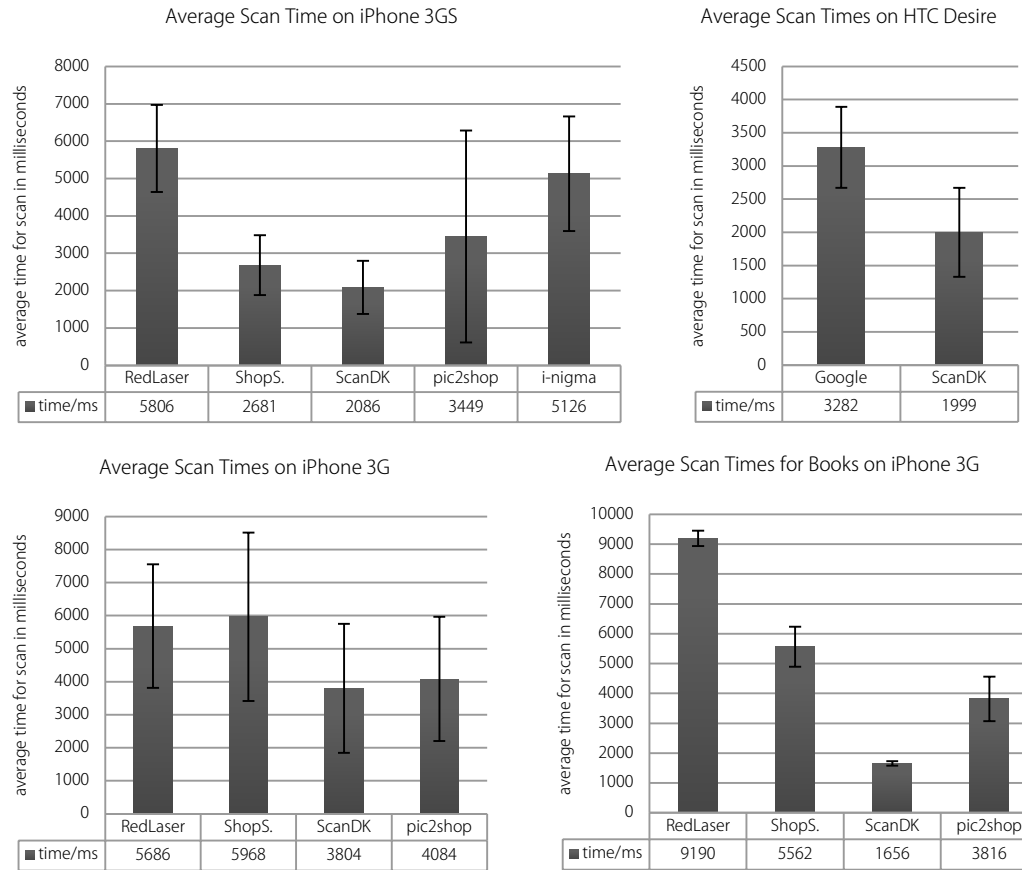 Average Scan Time on iPhone 3GS
average time for scan in milliseconds
8000
7000
6000
5000
4000
3000
2000
1000
0
RedLaser ShopS. ScanDK pic2shop i-nigma
time/ms 5806 2681 2086 3449 5126
Average Scan Times on HTC Desire
average time for scan in milliseconds
4500
4000
3500
3000
2500
2000
1500
1000
500
0
Google ScanDK
time/ms 3282 1999
Average Scan Times on iPhone 3G
average time for scan in milliseconds
9000
8000
7000
6000
5000
4000
3000
2000
1000
0
RedLaser ShopS. ScanDK pic2shop
time/ms 5686 5968 3804 4084
Average Scan Times for Books on iPhone 3G
average time for scan in milliseconds
10000
9000
8000
7000
6000
5000
4000
3000
2000
1000
0
RedLaser ShopS. ScanDK pic2shop
time/ms 9190 5562 1656 3816